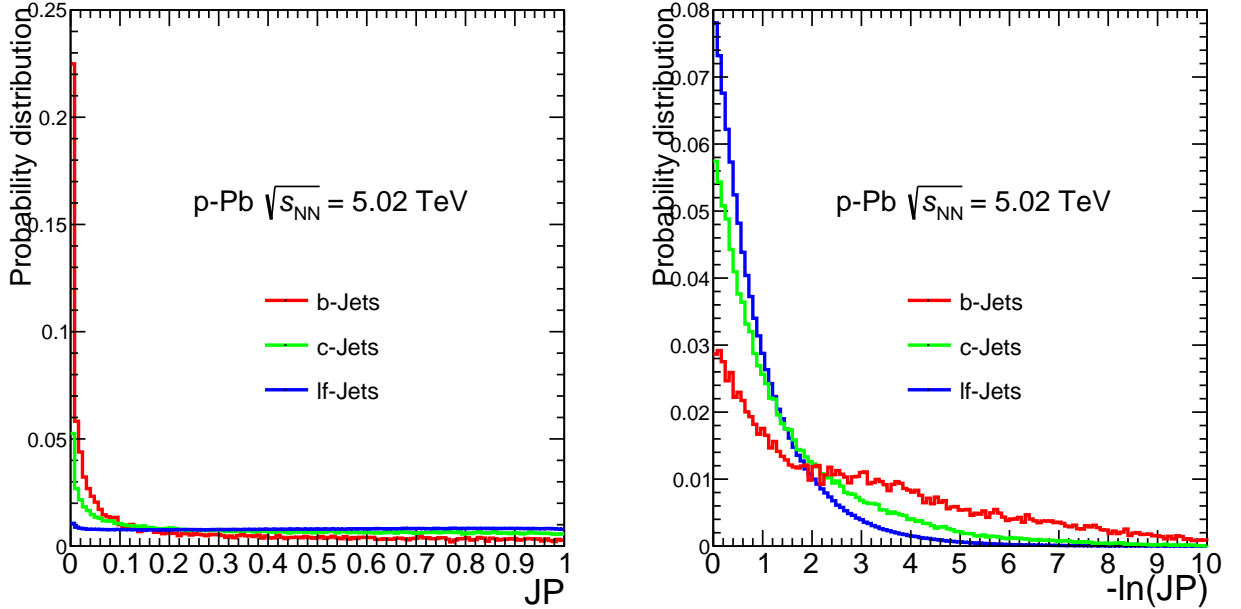 Probability distribution
0.25
0.2
0.15
0.1
0.05
0
p-Pb √sNN = 5.02 TeV
b-Jets
c-Jets
lf-Jets
0 0.1 0.2 0.3 0.4 0.5 0.6 0.7 0.8 0.9 1
JP
Probability distribution
0.08
0.07
0.06
0.05
0.04
0.03
0.02
0.01
0
p-Pb √sNN = 5.02 TeV
b-Jets
c-Jets
lf-Jets
0 1 2 3 4 5 6 7 8 9 10
-ln(JP)